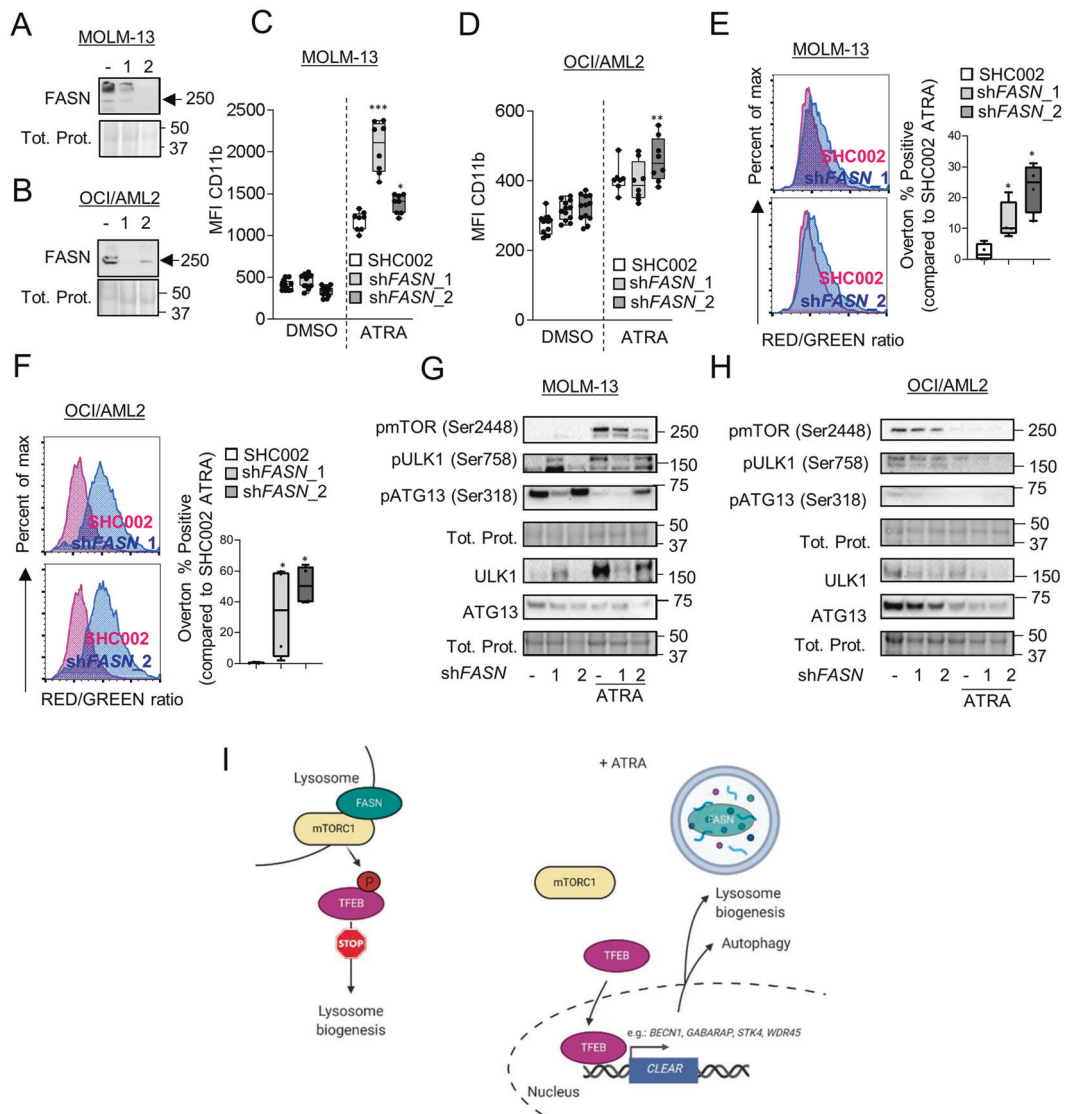 A
MOLM-13
- 1 2
FASN
250
Tot. Prot.
50
37
B
OCI/AML2
- 1 2
FASN
250
Tot. Prot.
50
37
C
MOLM-13
MFI CD11b
2500
2000
1500
1000
500
0
***
*
SHC002
shFASN_1
shFASN_2
DMSO
ATRA
D
OCI/AML2
MFI CD11b
600
400
200
0
**
SHC002
shFASN_1
shFASN_2
DMSO
ATRA
E
MOLM-13
Percent of max
SHC002
shFASN_1
SHC002
shFASN_2
RED/GREEN ratio
SHC002
shFASN_1
shFASN_2
Overton % Positive
(compared to SHC002 ATRA)
40
30
20
10
0
*
*
F
OCI/AML2
Percent of max
SHC002
shFASN_1
SHC002
shFASN_2
RED/GREEN ratio
SHC002
shFASN_1
shFASN_2
Overton % Positive
(compared to SHC002 ATRA)
60
40
20
0
*
*
G
MOLM-13
pmTOR (Ser2448)
250
pULK1 (Ser758)
150
pATG13 (Ser318)
75
Tot. Prot.
50
37
ULK1
150
ATG13
75
Tot. Prot.
50
37
shFASN - 1 2 - 1 2
ATRA
H
OCI/AML2
pmTOR (Ser2448)
250
pULK1 (Ser758)
150
pATG13 (Ser318)
75
Tot. Prot.
50
37
ULK1
150
ATG13
75
Tot. Prot.
50
37
shFASN - 1 2 - 1 2
ATRA
I
Lysosome
FASN
mTORC1
P
TFEB
STOP
Lysosome
biogenesis
+ ATRA
FASN
mTORC1
Lysosome
biogenesis
Autophagy
TFEB
e.g.: BECN1, GABARAP, STK4, WDR45
TFEB
CLEAR
Nucleus